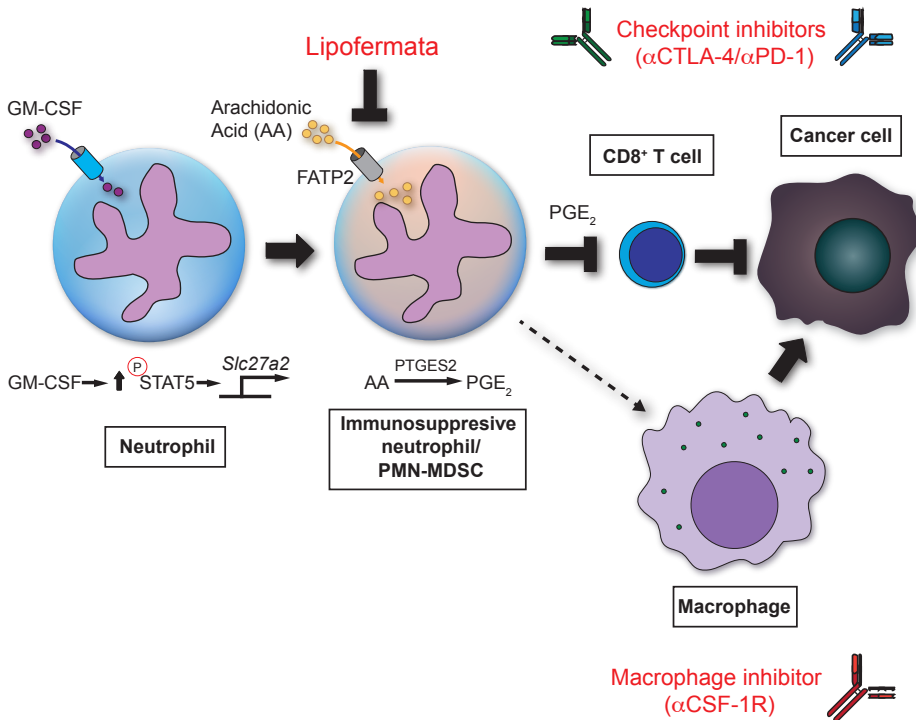 Lipofermata
Checkpoint inhibitors
(αCTLA-4/αPD-1)
GM-CSF
Arachidonic
Acid (AA)
FATP2
CD8⁺ T cell
Cancer cell
PGE₂
GM-CSF
P
STAT5
Slc27a2
AA
PTGES2
PGE₂
Neutrophil
Immunosuppresive
neutrophil/
PMN-MDSC
Macrophage
Macrophage inhibitor
(αCSF-1R)